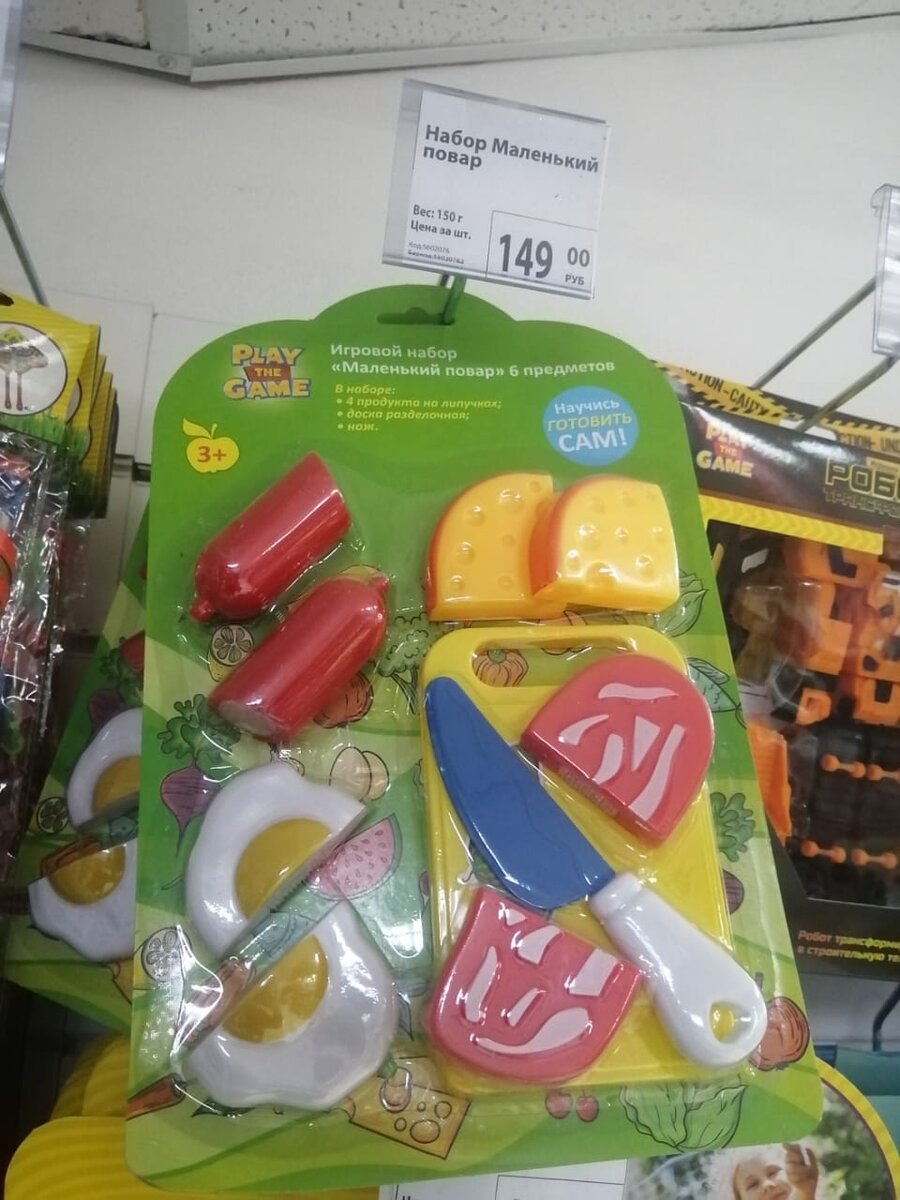 Набор Маленький
повар
Вес: 150 г
Цена за шт.
149 00
РУБ
PLAY
THE
GAME
Игровой набор
«Маленький повар» 6 предметов
В наборе:
• 4 продукта на липучках;
• доска разделочная;
• нож.
Научись
ГОТОВИТЬ
САМ!
3+
PLAY
THE
GAME